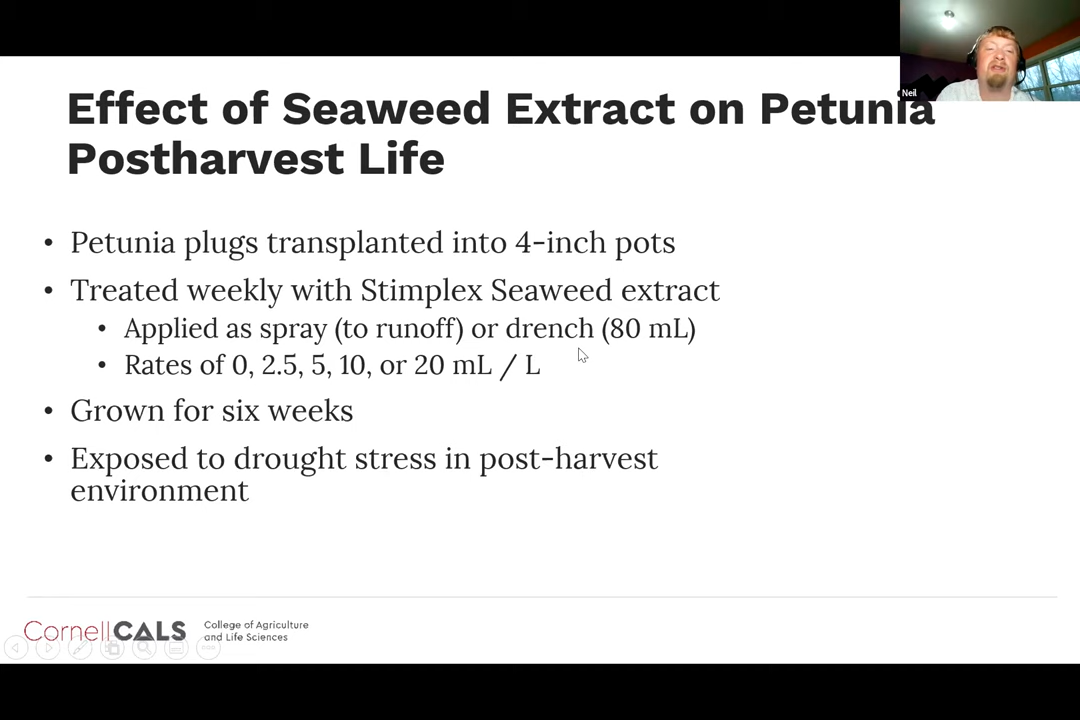 Neil
Effect of Seaweed Extract on Petunia
Postharvest Life
• Petunia plugs transplanted into 4-inch pots
• Treated weekly with Stimplex Seaweed extract
• Applied as spray (to runoff) or drench (80 mL)
• Rates of 0, 2.5, 5, 10, or 20 mL / L
• Grown for six weeks
• Exposed to drought stress in post-harvest
environment
CornellCALS
College of Agriculture
and Life Sciences